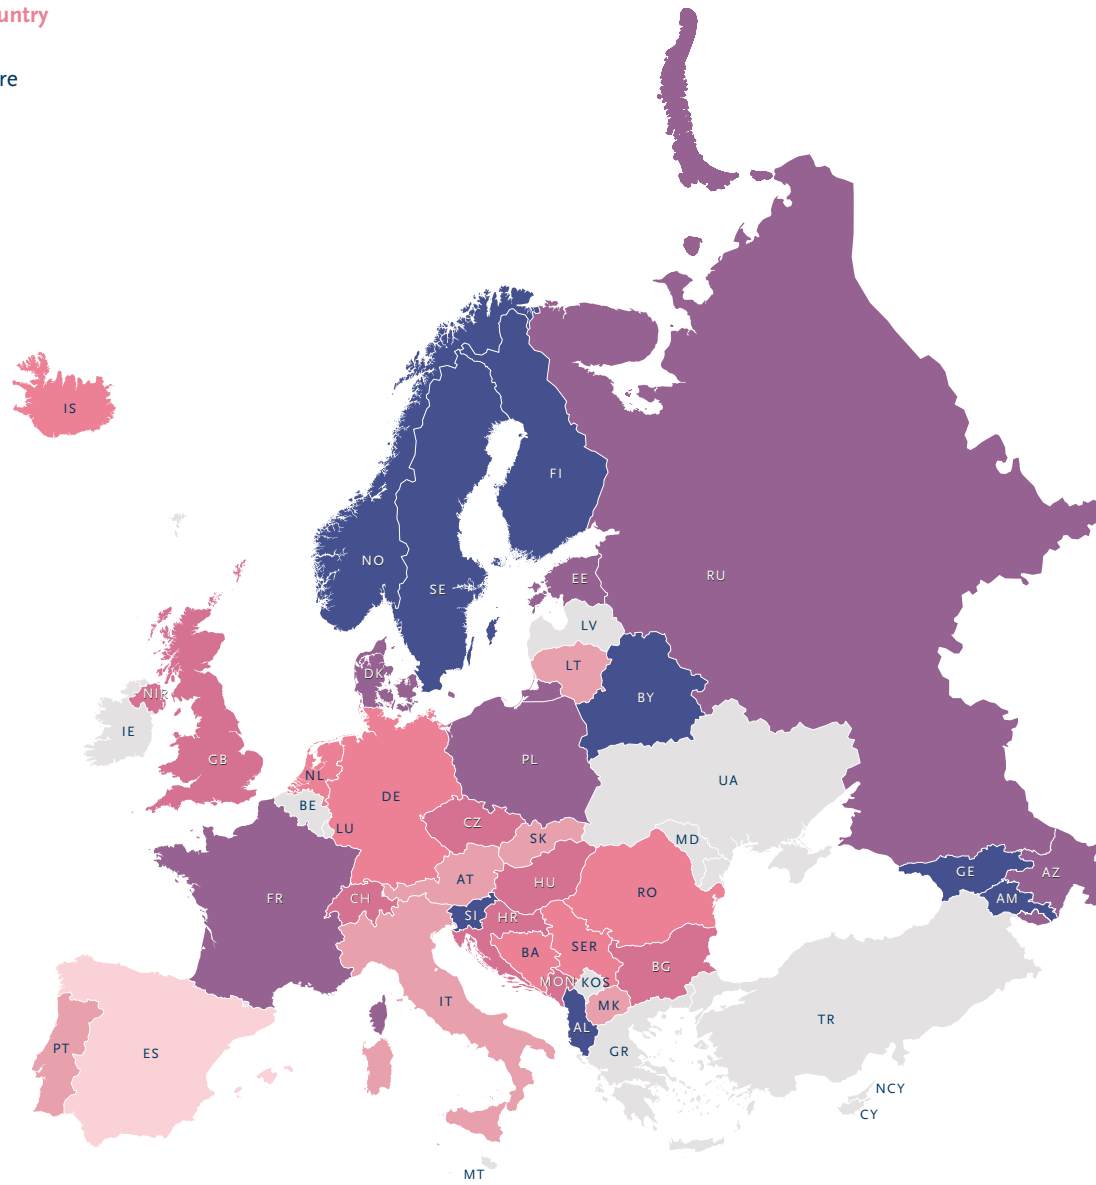 untry
re
IS
FI
NO
SE
EE
RU
LV
LT
DK
NIR
BY
IE
GB
PL
NL
DE
UA
BE
LU
CZ
SK
MD
AT
HU
RO
GE
AZ
FR
CH
AM
SI
HR
BA
SER
BG
MON
KOS
IT
MK
AL
TR
PT
ES
GR
NCY
CY
MT